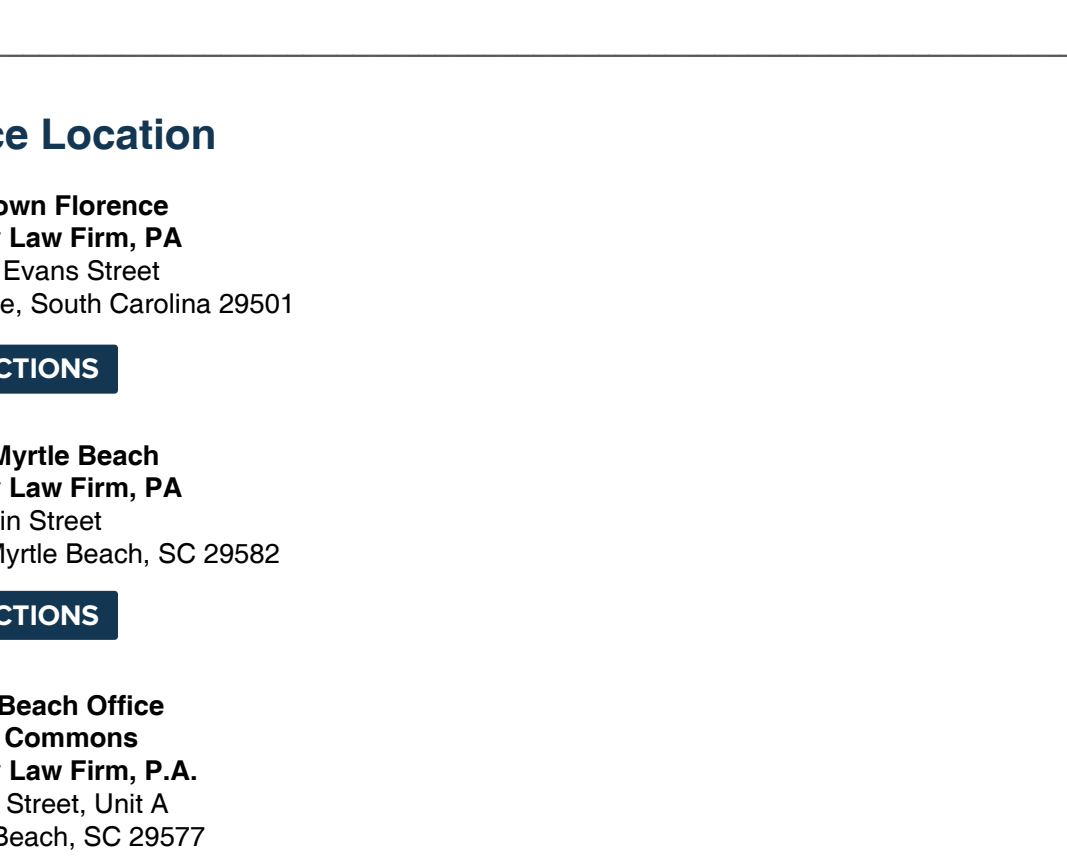 ce Location
own Florence
Law Firm, PA
Evans Street
e, South Carolina 29501
CTIONS
Myrtle Beach
Law Firm, PA
in Street
Myrtle Beach, SC 29582
CTIONS
Beach Office
Commons
Law Firm, P.A.
Street, Unit A
Beach, SC 29577